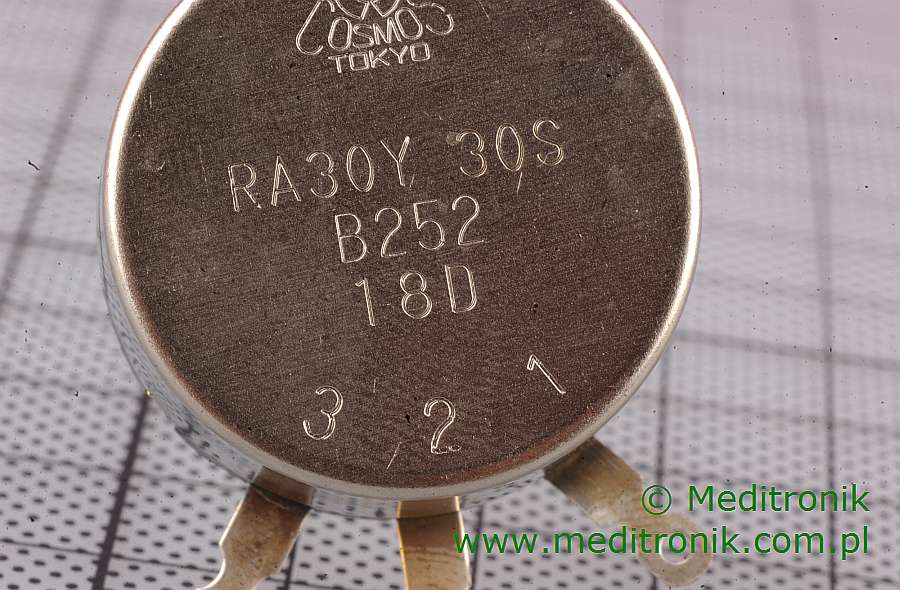 COSMOS
TOKYO
RA30Y 30S
B252
18D
3 2 1
© Meditronik
www.meditronik.com.pl